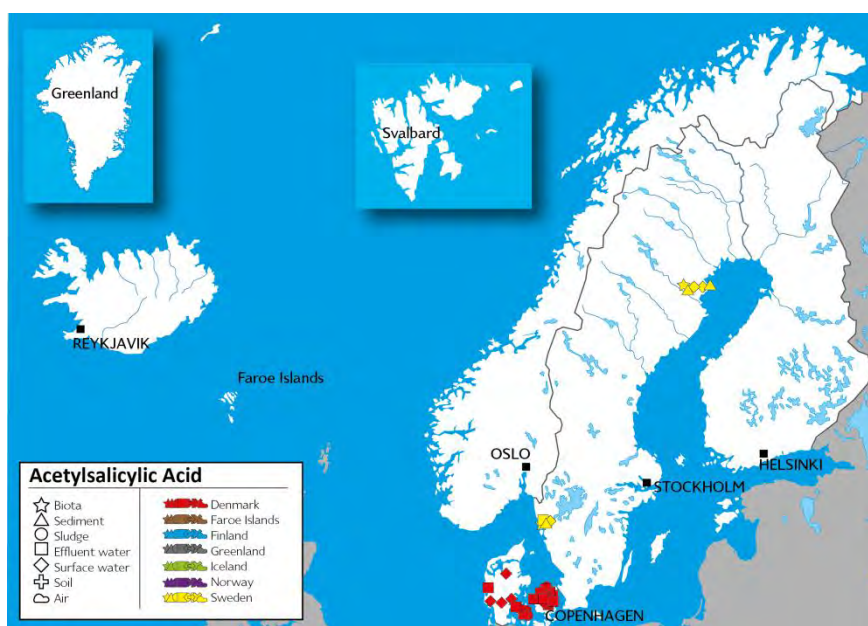 Greenland
Svalbard
REYKJAVIK
Faroe Islands
OSLO
HELSINKI
STOCKHOLM
COPENHAGEN
Acetylsalicylic Acid
Biota
Sediment
Sludge
Effluent water
Surface water
Soil
Air
Denmark
Faroe Islands
Finland
Greenland
Iceland
Norway
Sweden